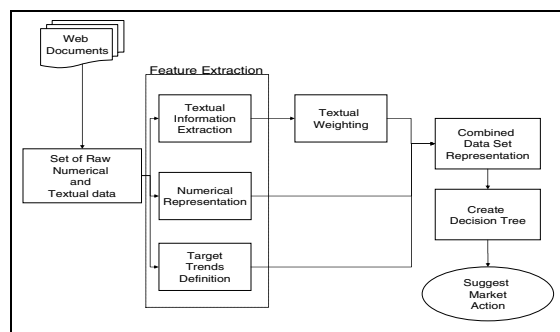 Web
Documents
Feature Extraction
Textual
Information
Extraction
Textual
Weighting
Combined
Data Set
Representation
Set of Raw
Numerical
and
Textual data
Numerical
Representation
Create
Decision Tree
Target
Trends
Definition
Suggest
Market
Action